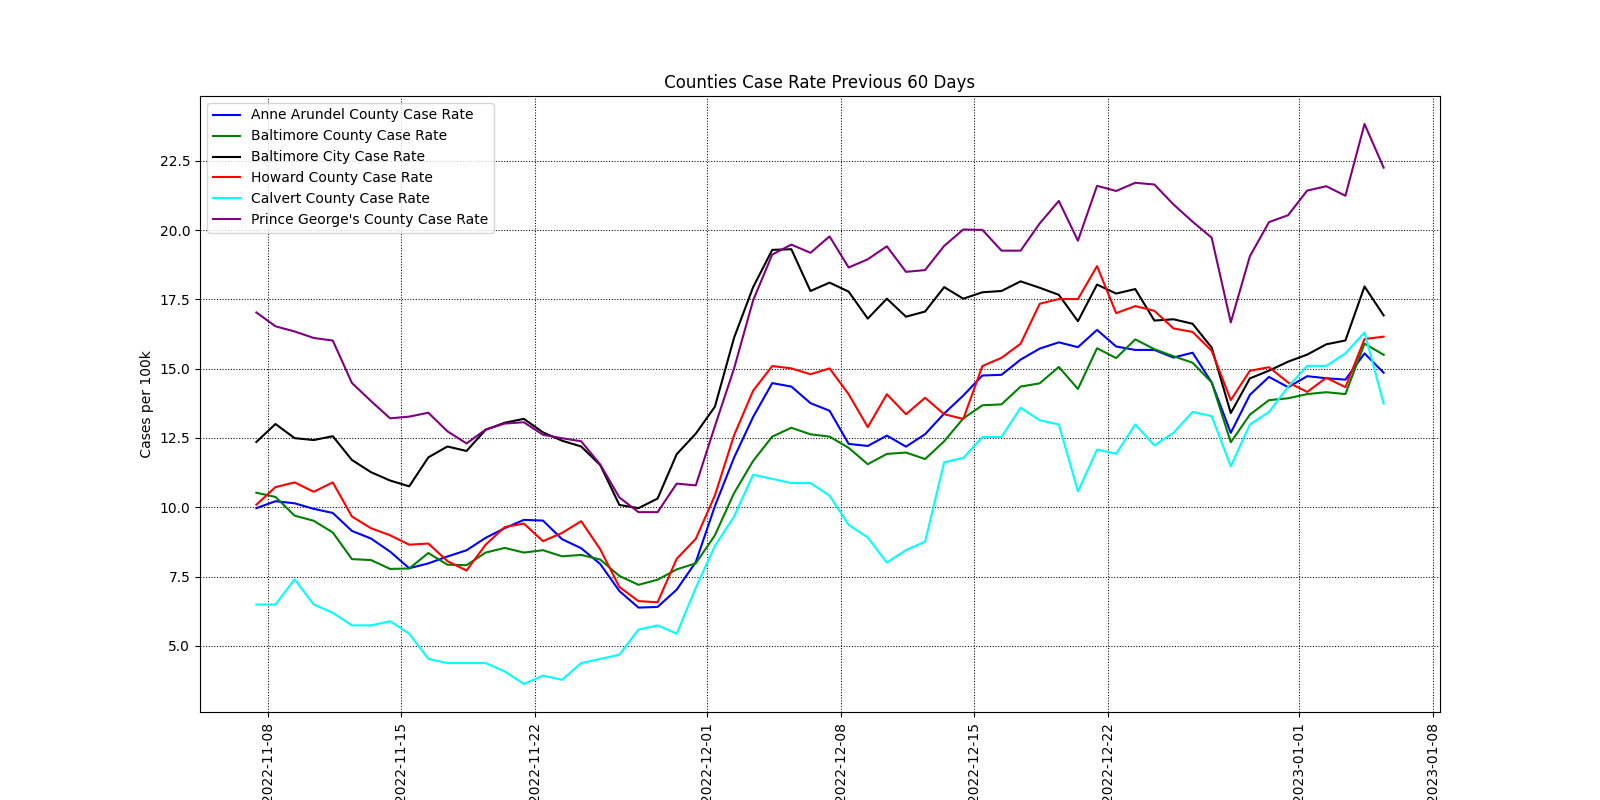 Counties Case Rate Previous 60 Days
Anne Arundel County Case Rate
Baltimore County Case Rate
Baltimore City Case Rate
Howard County Case Rate
Calvert County Case Rate
Prince George's County Case Rate
Cases per 100k
22.5
20.0
17.5
15.0
12.5
10.0
7.5
5.0
2022-11-08
2022-11-15
2022-11-22
2022-12-01
2022-12-08
2022-12-15
2022-12-22
2023-01-01
2023-01-08